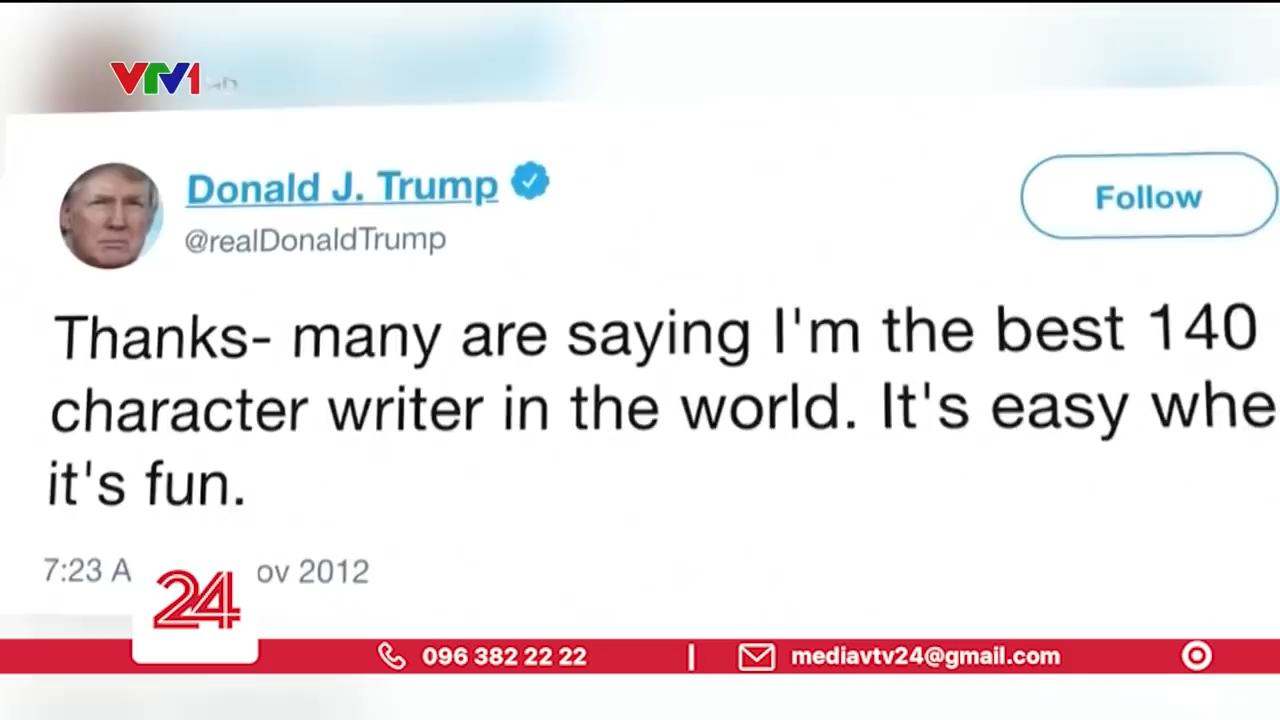 VTV1 HD
Donald J. Trump
@realDonaldTrump
Follow
Thanks- many are saying I'm the best 140
character writer in the world. It's easy whe
it's fun.
7:23 A
ov 2012
24
096 382 22 22 | mediavtv24@gmail.com